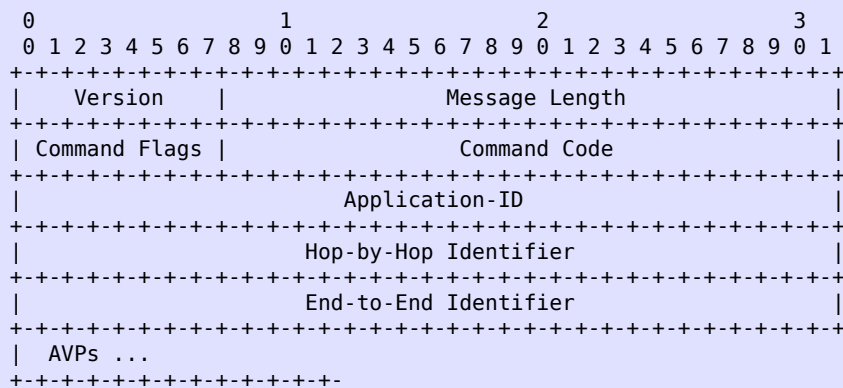 0                   1                   2                   3
 0 1 2 3 4 5 6 7 8 9 0 1 2 3 4 5 6 7 8 9 0 1 2 3 4 5 6 7 8 9 0 1
+-+-+-+-+-+-+-+-+-+-+-+-+-+-+-+-+-+-+-+-+-+-+-+-+-+-+-+-+-+-+-+-+
|    Version    |                 Message Length                |
+-+-+-+-+-+-+-+-+-+-+-+-+-+-+-+-+-+-+-+-+-+-+-+-+-+-+-+-+-+-+-+-+
| Command Flags |                  Command Code                 |
+-+-+-+-+-+-+-+-+-+-+-+-+-+-+-+-+-+-+-+-+-+-+-+-+-+-+-+-+-+-+-+-+
|                         Application-ID                        |
+-+-+-+-+-+-+-+-+-+-+-+-+-+-+-+-+-+-+-+-+-+-+-+-+-+-+-+-+-+-+-+-+
|                      Hop-by-Hop Identifier                    |
+-+-+-+-+-+-+-+-+-+-+-+-+-+-+-+-+-+-+-+-+-+-+-+-+-+-+-+-+-+-+-+-+
|                      End-to-End Identifier                    |
+-+-+-+-+-+-+-+-+-+-+-+-+-+-+-+-+-+-+-+-+-+-+-+-+-+-+-+-+-+-+-+-+
|  AVPs ...
+-+-+-+-+-+-+-+-+-+-+-+-+-